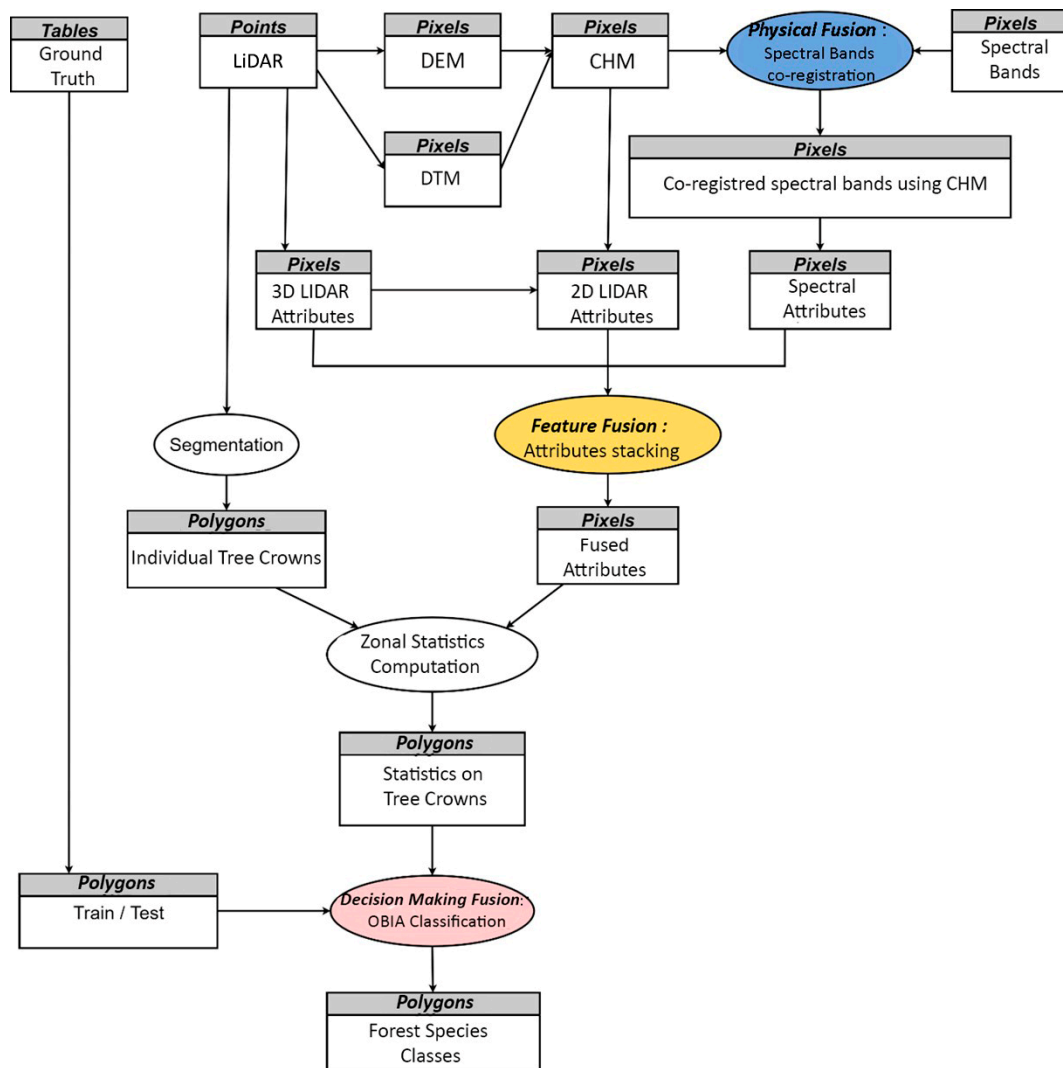 Tables
Ground
Truth
Points
LiDAR
Pixels
DEM
Pixels
CHM
Physical Fusion :
Spectral Bands
co-registration
Pixels
Spectral
Bands
Pixels
DTM
Pixels
Co-registred spectral bands using CHM
Pixels
3D LIDAR
Attributes
Pixels
2D LIDAR
Attributes
Pixels
Spectral
Attributes
Segmentation
Feature Fusion :
Attributes stacking
Polygons
Individual Tree Crowns
Pixels
Fused
Attributes
Zonal Statistics
Computation
Polygons
Statistics on
Tree Crowns
Polygons
Train / Test
Decision Making Fusion:
OBIA Classification
Polygons
Forest Species
Classes